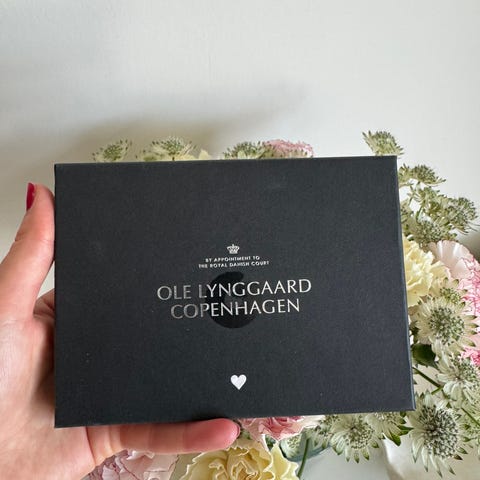 BY APPOINTMENT TO
THE ROYAL DANISH COURT
OLE LYNGGAARD
COPENHAGEN